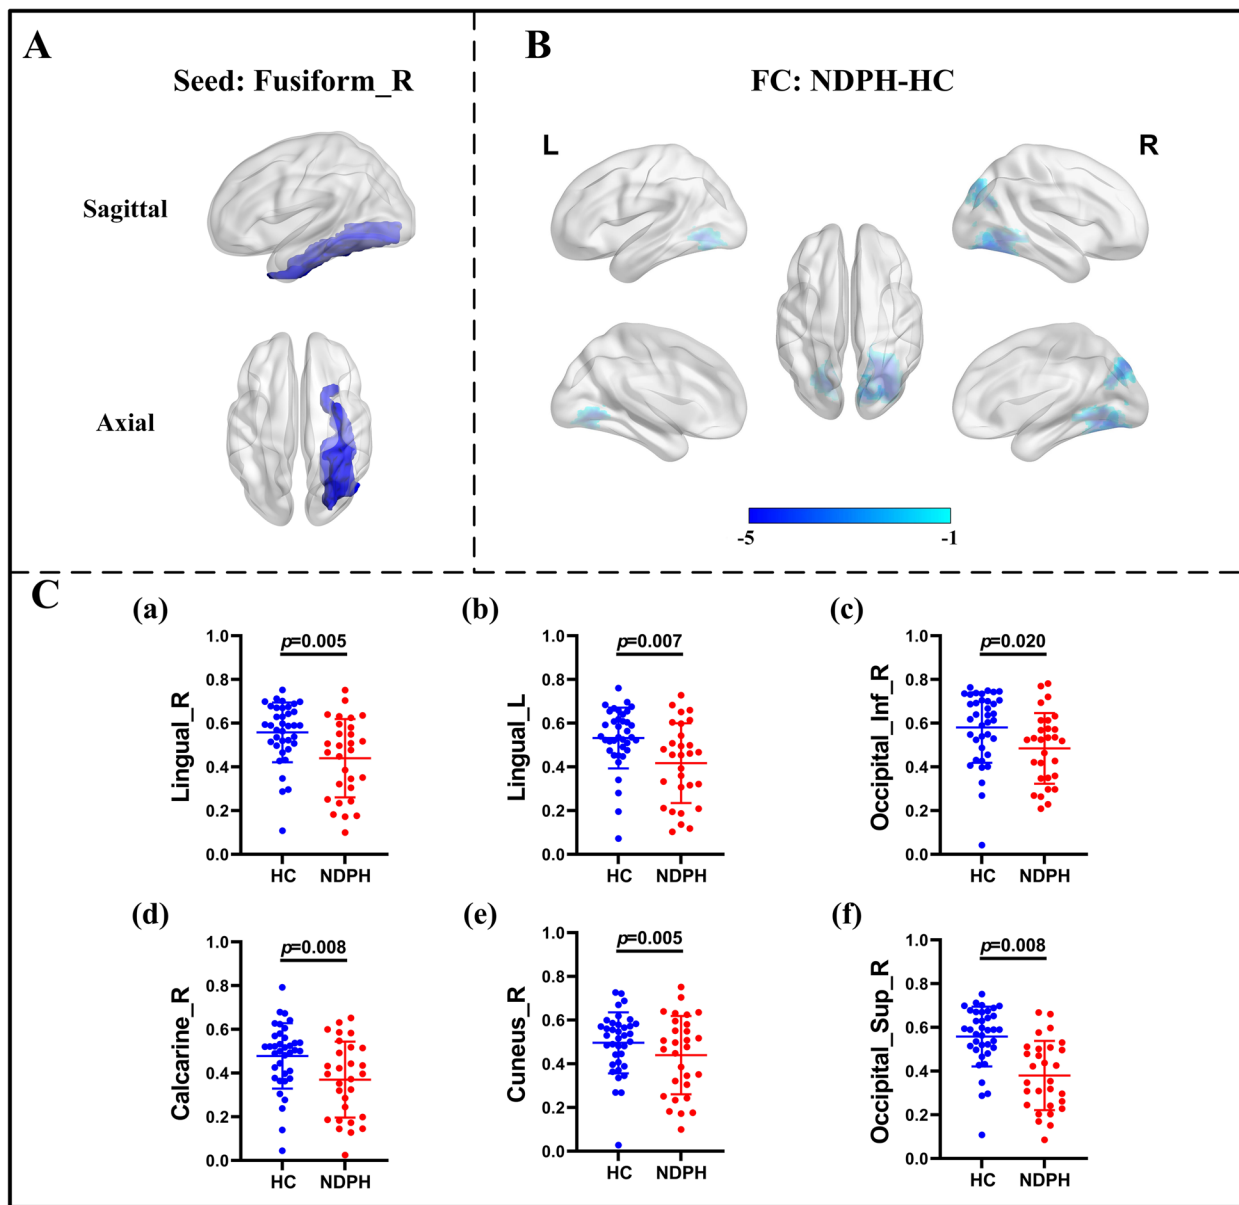 A
Seed: Fusiform_R
Sagittal
Axial
B
FC: NDPH-HC
L
R
-5
-1
C
(a)
p=0.005
Lingual_R
1.0
0.8
0.6
0.4
0.2
0.0
HC
NDPH
(b)
p=0.007
Lingual_L
1.0
0.8
0.6
0.4
0.2
0.0
HC
NDPH
(c)
p=0.020
Occipital_Inf_R
1.0
0.8
0.6
0.4
0.2
0.0
HC
NDPH
(d)
p=0.008
Calcarine_R
1.0
0.8
0.6
0.4
0.2
0.0
HC
NDPH
(e)
p=0.005
Cuneus_R
1.0
0.8
0.6
0.4
0.2
0.0
HC
NDPH
(f)
p=0.008
Occipital_Sup_R
1.0
0.8
0.6
0.4
0.2
0.0
HC
NDPH